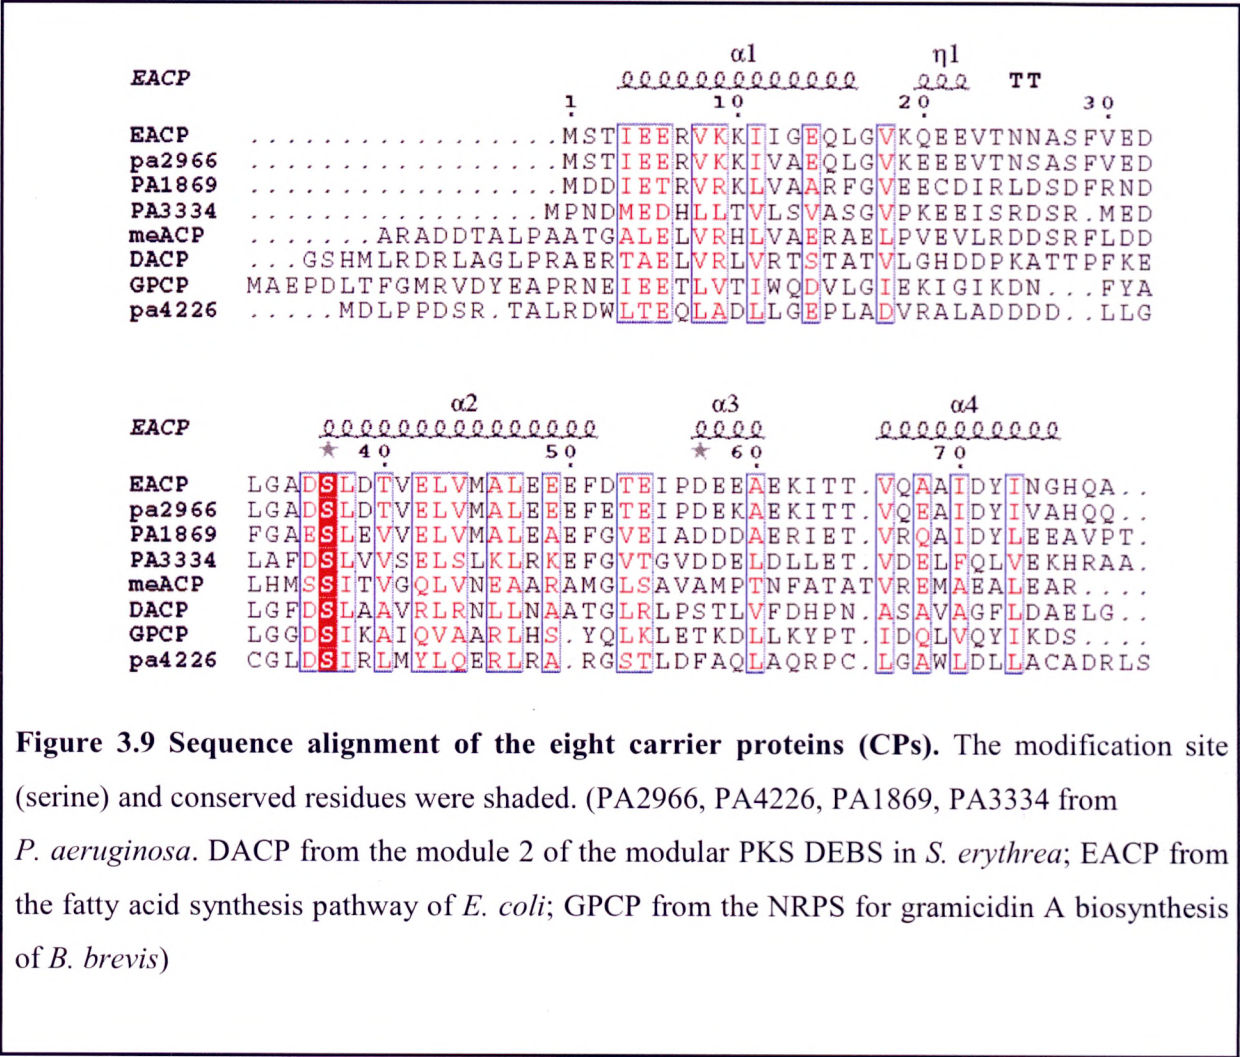 α1 η1
EACP TT
1 10 20 30
EACP .................MSTIEERVKKIIGEQLGVKQEEVTNNASFVED
pa2966 .................MSTIEERVKKIVAEQLGVKEEEVTNSASFVED
PA1869 .................MDDIETRVRKLVAARFGVEECDIRLDSDFRND
PA3334 ................MPNDMEDHLLTVLSVASGVPKEEISRDSR.MED
meACP .......ARADDTALPAATGALELVRHLVAERAELPVEVLRDDSRFLDD
DACP ...GSHMLRDRLAGLPRAERTAELVRLVRTSTATVLGHDDPKATTPFKE
GPCP MAEPDLTFGMRVDYEAPRNEIEETLVTIWQDVLGIEKIGIKDN...FYA
pa4226 .....MDLPPDSR.TALRDWLTEQLADLLGEPLADVRALADDDD..LLG
α2 α3 α4
EACP
★ 40 50 ★ 60 70
EACP LGADSLDTVELVMALEEEFDTEIPDEEAEKITT.VQAAIDYINGHQA..
pa2966 LGADSLDTVELVMALEEEFETEIPDEKAEKITT.VQEAIDYIVAHQQ..
PA1869 FGAESLEVVELVMALEAEFGVEIADDDAERIET.VRQAIDYLEEAVPT.
PA3334 LAFDSLVVSELSLKLRKEFGVTGVDDELDLLET.VDELFQLVEKHRAA.
meACP LHMSSITVGQLVNEAARAMGLSAVAMPTNFATATVREMAEALEAR....
DACP LGFDSLAAVRLRNLLNAATGLRLPSTLVFDHPN.ASAVAGFLDAELG..
GPCP LGGDSIKAIQVAARLHS.YQLKLETKDLLKYPT.IDQLVQYIKDS....
pa4226 CGLDSIRLMYLQERLRA.RGSTLDFAQLAQRPC.LGAWLDLLACADRLS
Figure 3.9 Sequence alignment of the eight carrier proteins (CPs). The modification site
(serine) and conserved residues were shaded. (PA2966, PA4226, PA1869, PA3334 from
P. aeruginosa. DACP from the module 2 of the modular PKS DEBS in S. erythrea; EACP from
the fatty acid synthesis pathway of E. coli; GPCP from the NRPS for gramicidin A biosynthesis
of B. brevis)